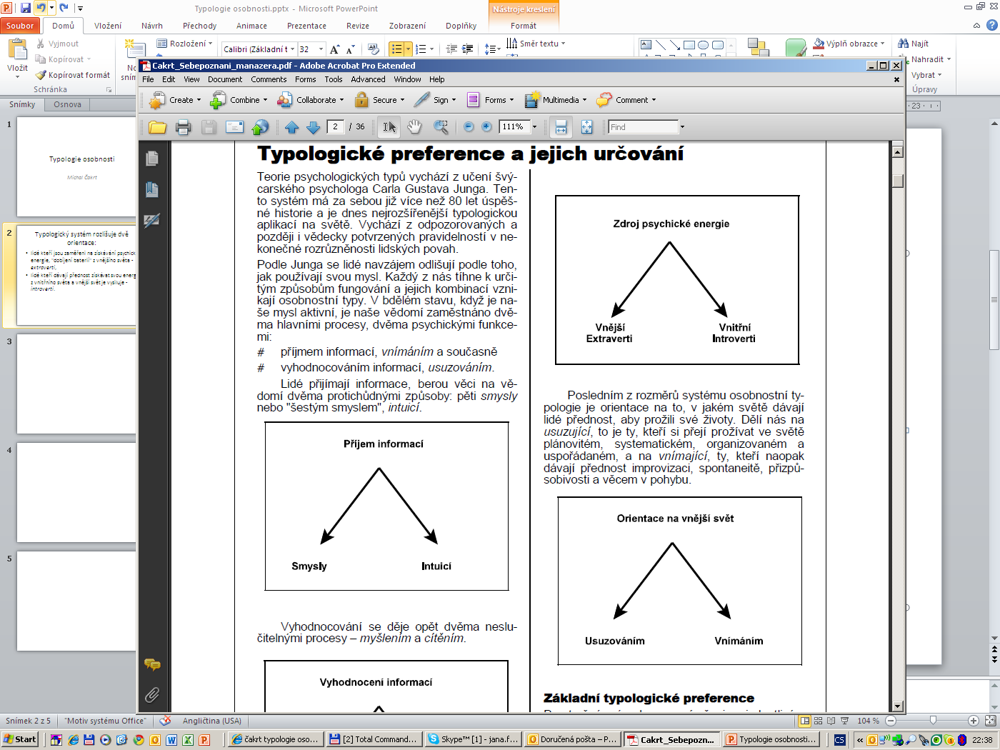 Typologie osobnosti.pptx - Microsoft PowerPoint
Nástroje kreslení
Soubor Domů Vložení Návrh Přechody Animace Prezentace Revize Zobrazení Doplňky Formát
Vložit
Vyjmout
Kopírovat
Kopírovat formát
Schránka
Rozložení
Calibri (Základní t 32
Směr textu
Výplň obrazce
Najít
Nahradit
Vybrat
Úpravy
Snímky Osnova
1
Typologie osobnosti
Michal Čakrt
2
Typologický systém rozlišuje dvě
orientace:
• lidé kteří jsou zaměřeni na získávání psychick
energie, "dobíjení baterií" z vnějšího světa -
extraverti,
• lidé kteří dávají přednost získávat svou energ
z vnitřního světa a vnější svět je vysiluje -
introverti.
3
4
5
23
Cakrt_Sebepoznani_manazera.pdf - Adobe Acrobat Pro Extended
File Edit View Document Comments Forms Tools Advanced Window Help
Create Combine Collaborate Secure Sign Forms Multimedia Comment
2 / 36 111% Find
Typologické preference a jejich určování
Teorie psychologických typů vychází z učení švý-
carského psychologa Carla Gustava Junga. Ten-
to systém má za sebou již více než 80 let úspěš-
né historie a je dnes nejrozšířenější typologickou
aplikací na světě. Vychází z odpozorovaných a
později i vědecky potvrzených pravidelností v ne-
konečné rozrůzněnosti lidských povah.
Podle Junga se lidé navzájem odlišují podle toho,
jak používají svou mysl. Každý z nás tíhne k urči-
tým způsobům fungování a jejich kombinací vzni-
kají osobnostní typy. V bdělém stavu, když je na-
še mysl aktivní, je naše vědomí zaměstnáno dvě-
ma hlavními procesy, dvěma psychickými funkce-
mi:
# příjmem informací, vnímáním a současně
# vyhodnocováním informací, usuzováním.
Lidé přijímají informace, berou věci na vě-
domí dvěma protichůdnými způsoby: pěti smysly
nebo "šestým smyslem", intuicí.
Příjem informací
Smysly Intuicí
Vyhodnocování se děje opět dvěma neslu-
čitelnými procesy – myšlením a cítěním.
Vyhodnocení informací
Zdroj psychické energie
Vnější Vnitřní
Extraverti Introverti
Posledním z rozměrů systému osobnostní ty-
pologie je orientace na to, v jakém světě dávají
lidé přednost, aby prožili své životy. Dělí nás na
usuzující, to je ty, kteří si přejí prožívat ve světě
plánovitém, systematickém, organizovaném a
uspořádaném, a na vnímající, ty, kteří naopak
dávají přednost improvizaci, spontaneitě, přizpů-
sobivosti a věcem v pohybu.
Orientace na vnější svět
Usuzováním Vnímáním
Základní typologické preference
Snímek 2 z 5 "Motiv systému Office" Angličtina (USA) 104 %
Start čakrt typologie oso... [2] Total Comman... Skype™ [1] - jana.f... Doručená pošta – P... Cakrt_Sebepozn... Typologie osobnosti... CS 22:38